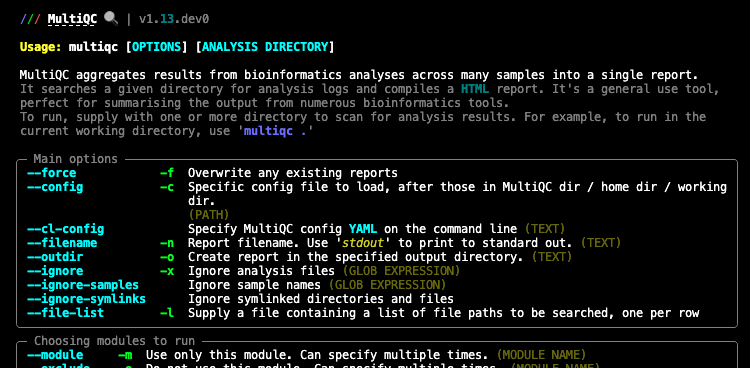 /// MultiQC 🔍 | v1.13.dev0
Usage: multiqc [OPTIONS] [ANALYSIS DIRECTORY]
MultiQC aggregates results from bioinformatics analyses across many samples into a single report.
It searches a given directory for analysis logs and compiles a HTML report. It's a general use tool,
perfect for summarising the output from numerous bioinformatics tools.
To run, supply with one or more directory to scan for analysis results. For example, to run in the
current working directory, use 'multiqc .'
Main options
--force -f Overwrite any existing reports
--config -c Specific config file to load, after those in MultiQC dir / home dir / working
dir.
(PATH)
--cl-config Specify MultiQC config YAML on the command line (TEXT)
--filename -n Report filename. Use 'stdout' to print to standard out. (TEXT)
--outdir -o Create report in the specified output directory. (TEXT)
--ignore -x Ignore analysis files (GLOB EXPRESSION)
--ignore-samples Ignore sample names (GLOB EXPRESSION)
--ignore-symlinks Ignore symlinked directories and files
--file-list -l Supply a file containing a list of file paths to be searched, one per row
Choosing modules to run
--module -m Use only this module. Can specify multiple times. (MODULE NAME)
--exclude -e Do not use this module. Can specify multiple times. (MODULE NAME)